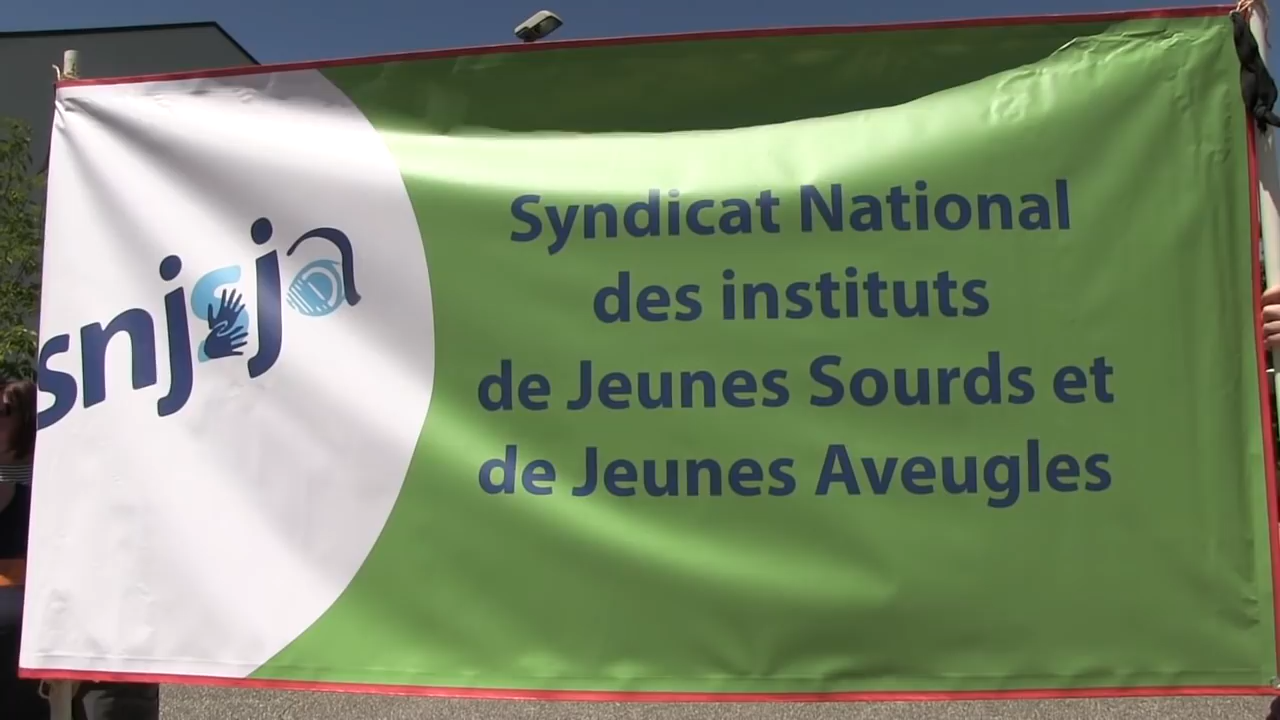 snjsja
Syndicat National
des instituts
de Jeunes Sourds et
de Jeunes Aveugles